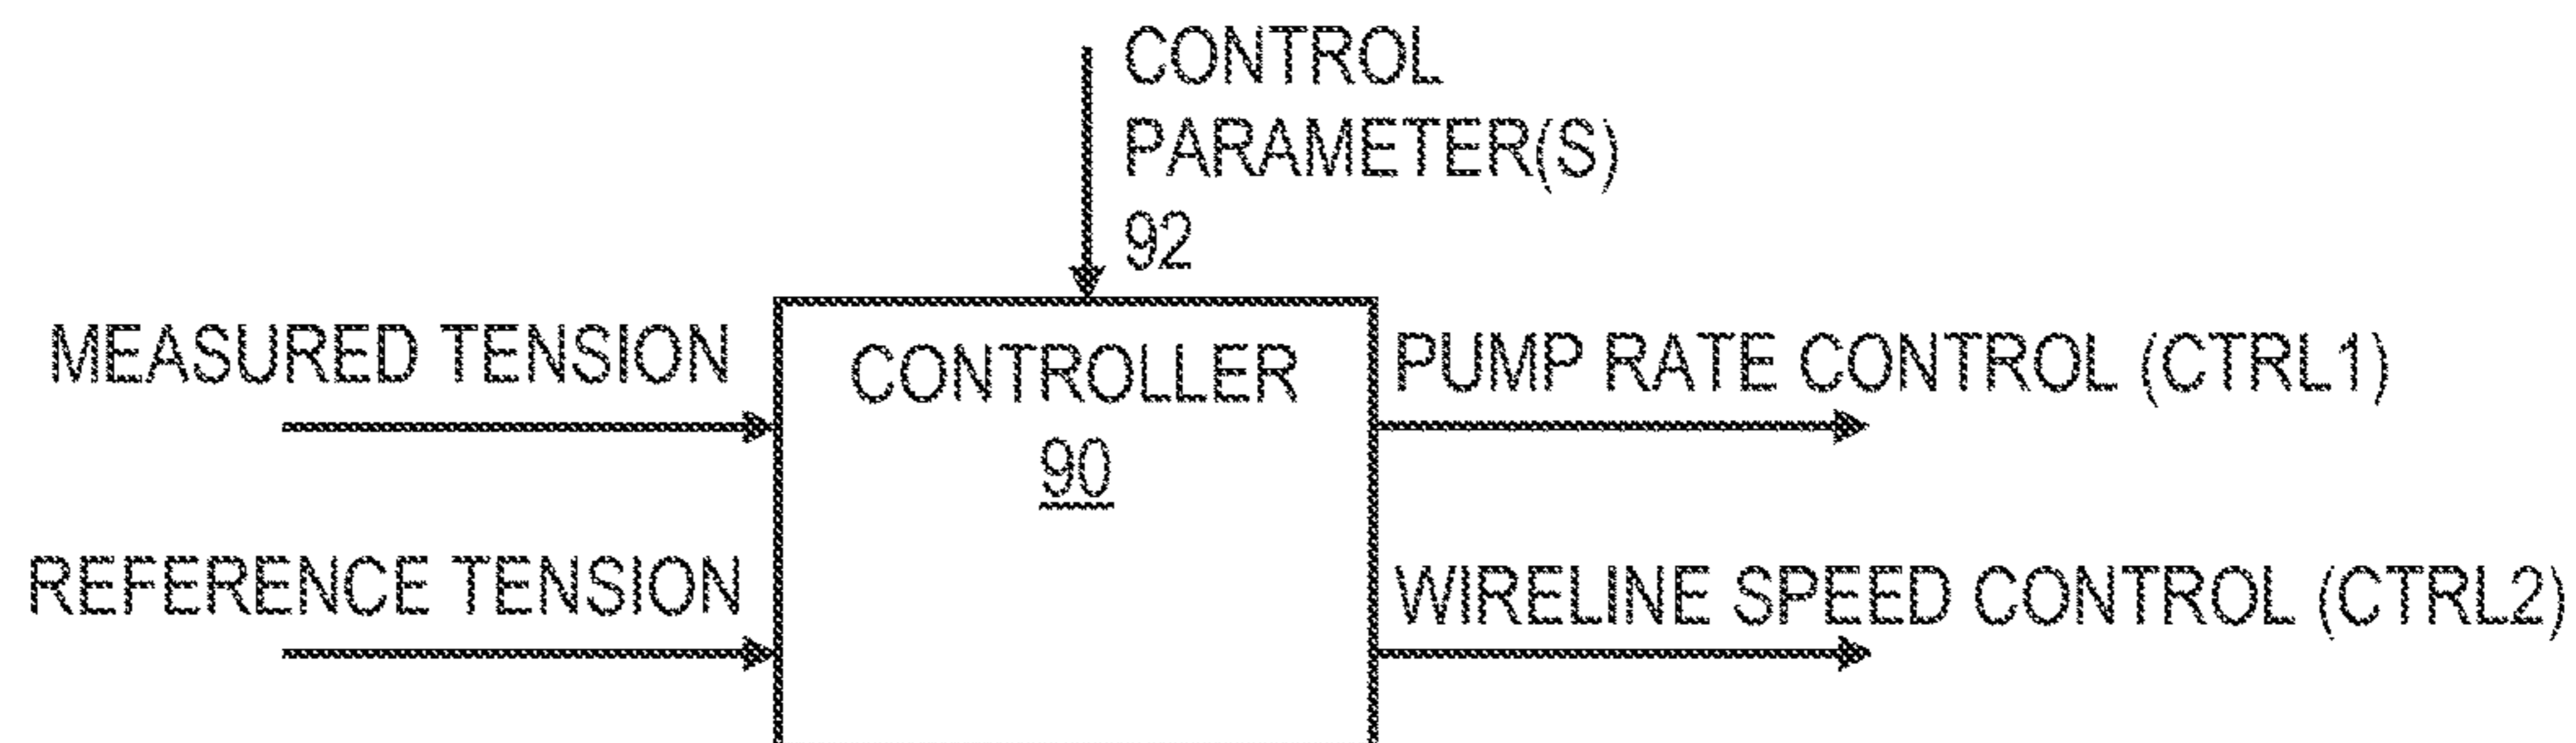 CONTROL
PARAMETER(S)
92
MEASURED TENSION
CONTROLLER
90
PUMP RATE CONTROL (CTRL1)
REFERENCE TENSION
WIRELINE SPEED CONTROL (CTRL2)